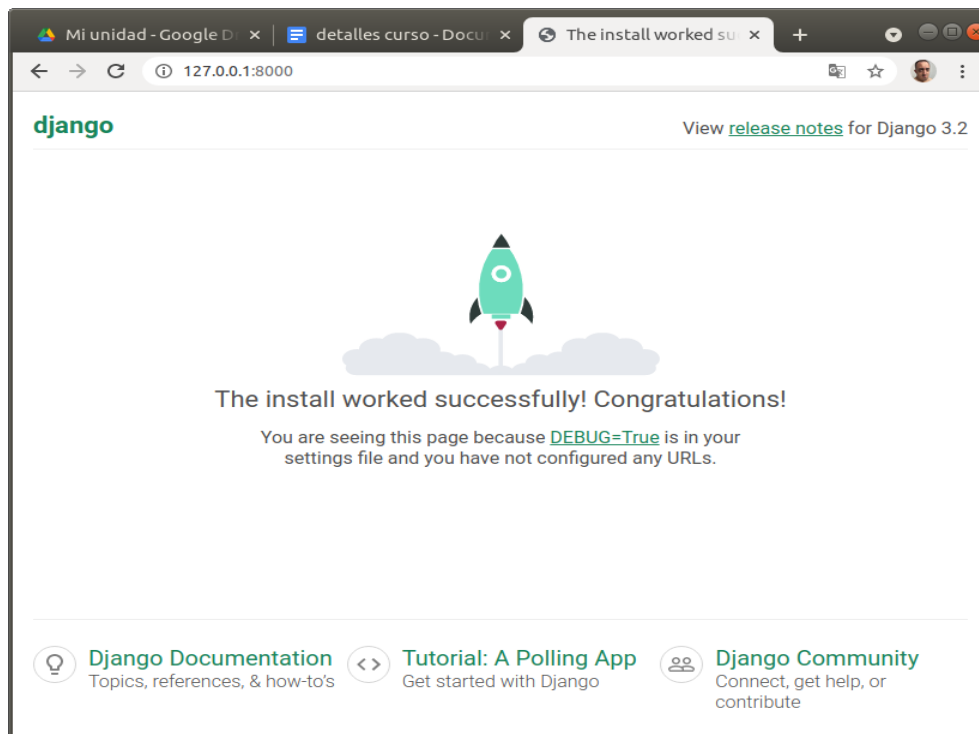 Mi unidad - Google D
detalles curso - Docu
The install worked su
127.0.0.1:8000
django
View release notes for Django 3.2
The install worked successfully! Congratulations!
You are seeing this page because DEBUG=True is in your
settings file and you have not configured any URLs.
Django Documentation
Topics, references, & how-to's
Tutorial: A Polling App
Get started with Django
Django Community
Connect, get help, or
contribute